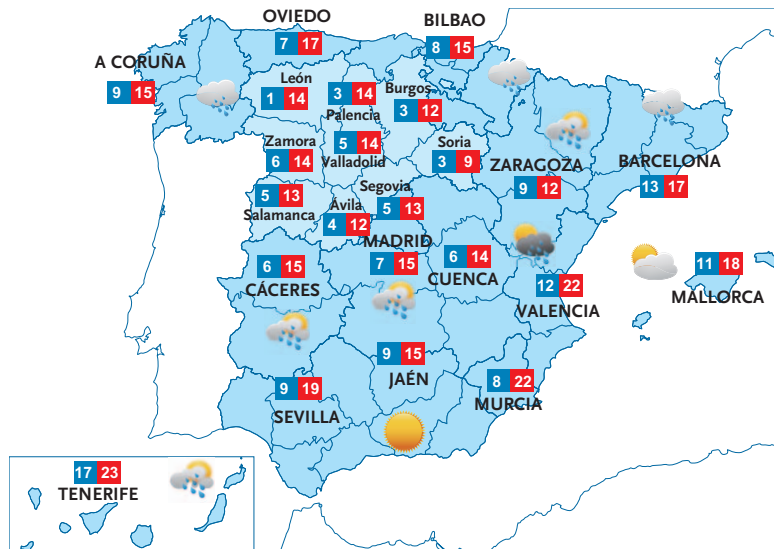 OVIEDO
7 17
BILBAO
8 15
A CORUÑA
9 15
León
1 14
3 14
Palencia
Burgos
3 12
Zamora
6 14
5 14
Valladolid
Soria
3 9
ZARAGOZA
9 12
BARCELONA
13 17
5 13
Salamanca
Segovia
5 13
Ávila
4 12
MADRID
7 15
6 14
CUENCA
6 15
CÁCERES
12 22
VALENCIA
11 18
MALLORCA
9 15
JAÉN
8 22
MURCIA
9 19
SEVILLA
17 23
TENERIFE